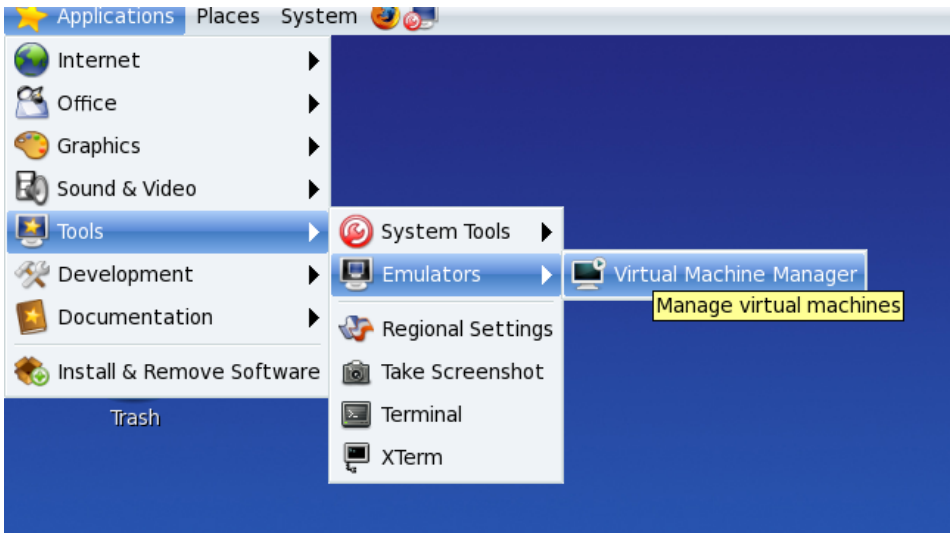 Applications Places System
Internet
Office
Graphics
Sound & Video
Tools
Development
Documentation
Install & Remove Software
System Tools
Emulators
Regional Settings
Take Screenshot
Terminal
XTerm
Virtual Machine Manager
Manage virtual machines
Trash